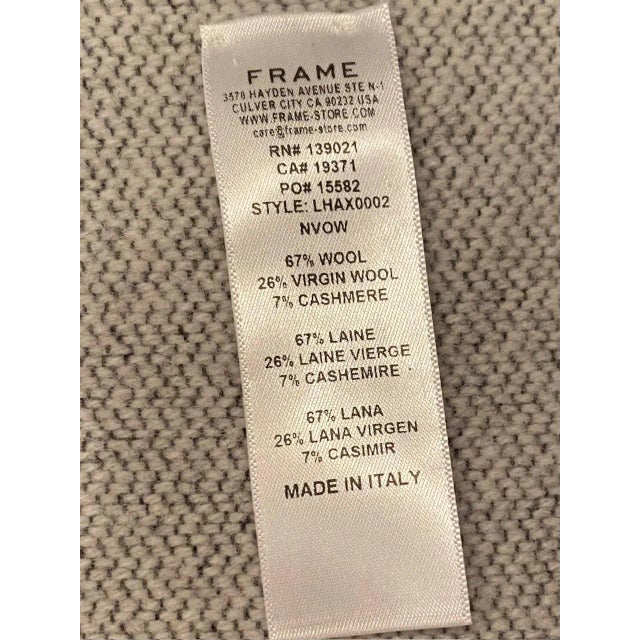 FRAME
3578 HAYDEN AVENUE STE N-1
CULVER CITY CA 90232 USA
WWW.FRAME-STORE.COM
care@frame-store.com
RN# 139021
CA# 19371
PO# 15582
STYLE: LHAX0002
NVOW
67% WOOL
26% VIRGIN WOOL
7% CASHMERE
67% LAINE
26% LAINE VIERGE
7% CASHEMIRE
67% LANA
26% LANA VIRGEN
7% CASIMIR
MADE IN ITALY